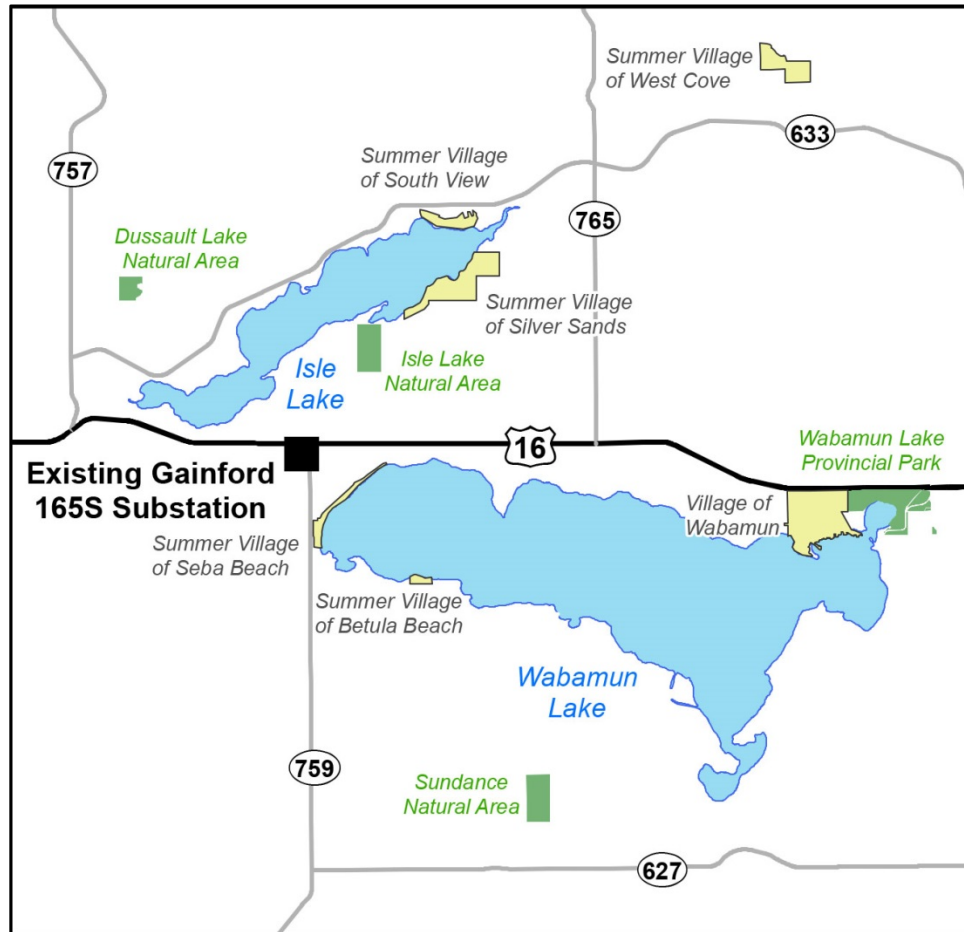 Summer Village
of West Cove
633
757
Summer Village
of South View
765
Dussault Lake
Natural Area
Summer Village
of Silver Sands
Isle
Lake
Isle Lake
Natural Area
16
Wabamun Lake
Provincial Park
Existing Gainford
165S Substation
Village of
Wabamun
Summer Village
of Seba Beach
Summer Village
of Betula Beach
Wabamun
Lake
759
Sundance
Natural Area
627